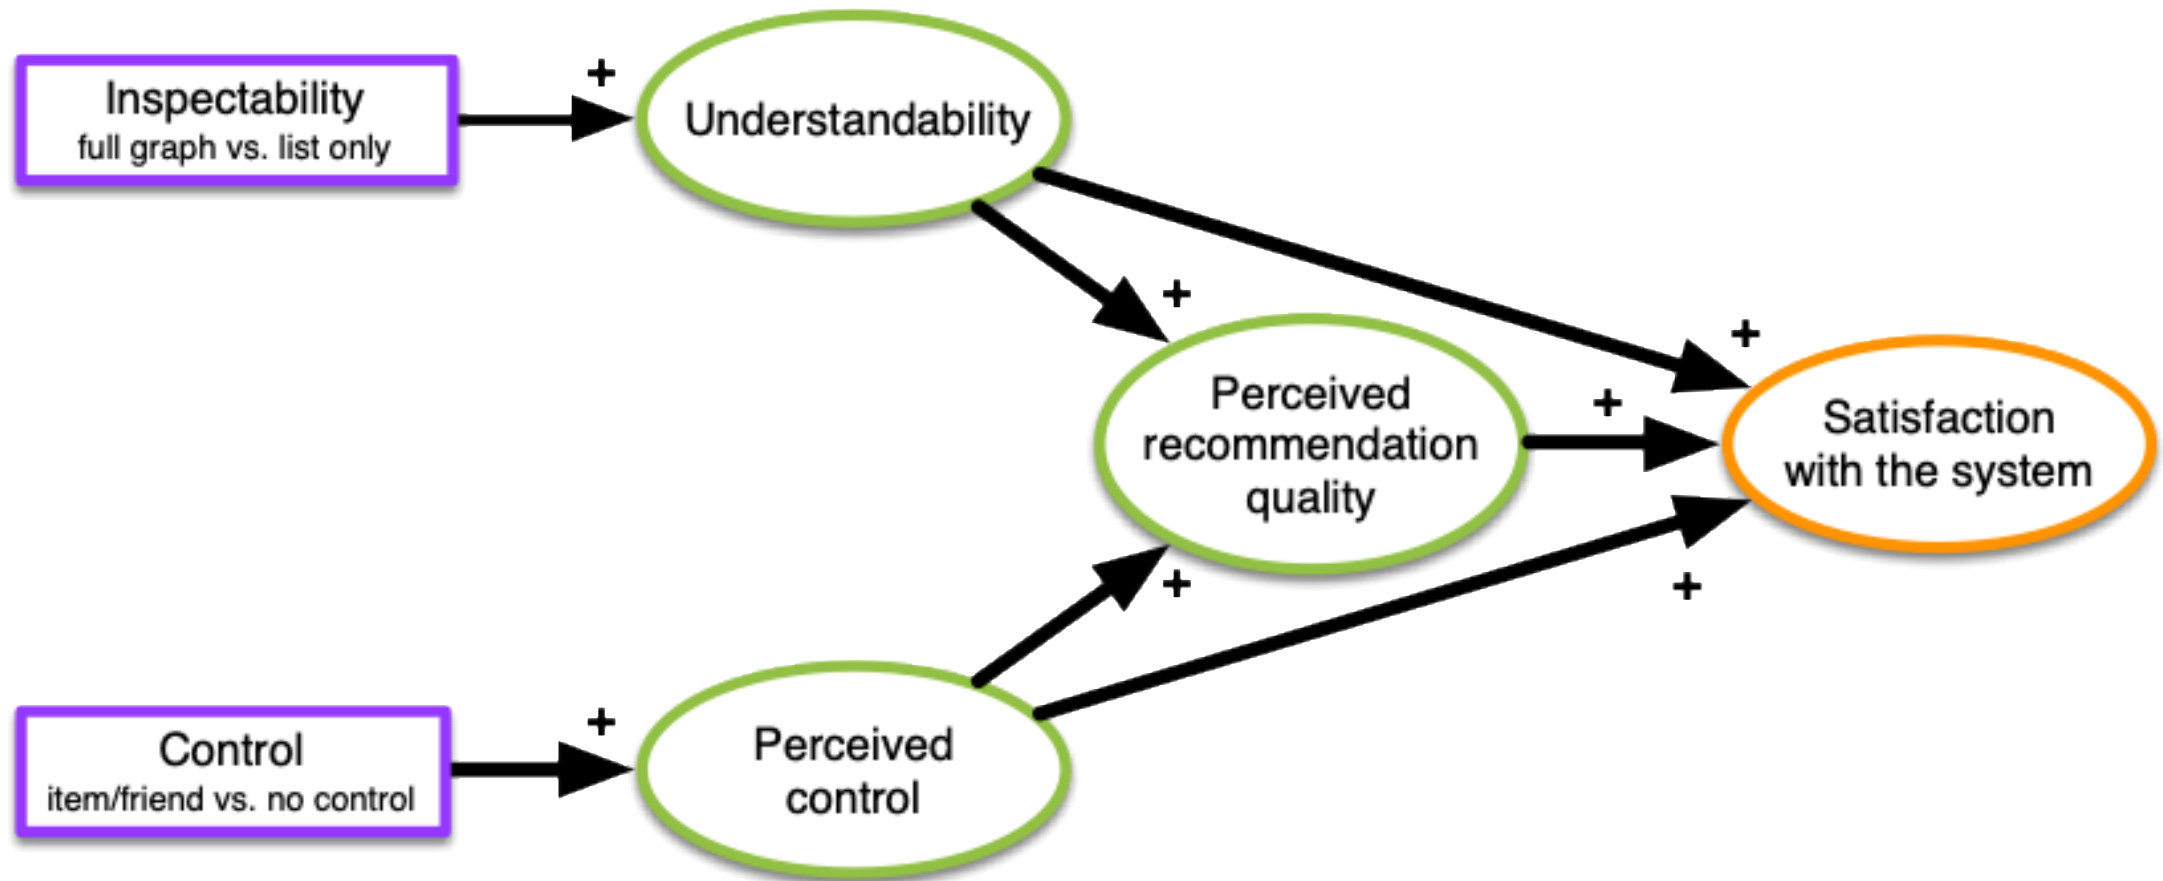 Inspectability
full graph vs. list only
+
Understandability
+
+
Perceived
recommendation
quality
+
Satisfaction
with the system
+
+
Control
item/friend vs. no control
+
Perceived
control